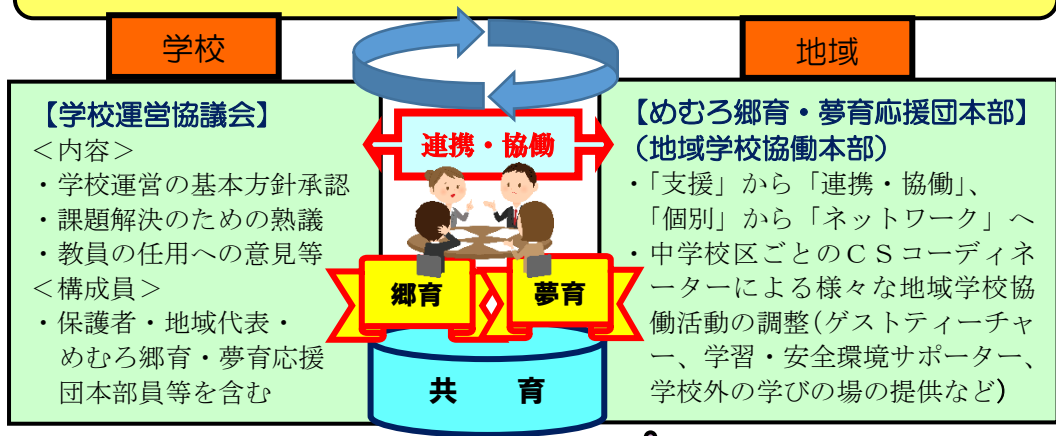 学校
地域
【学校運営協議会】
＜内容＞
・学校運営の基本方針承認
・課題解決のための熟議
・教員の任用への意見等
＜構成員＞
・保護者・地域代表・
めむろ郷育・夢育応援
団本部員等を含む
連携・協働
郷育
夢育
共　育
【めむろ郷育・夢育応援団本部】
（地域学校協働本部）
・「支援」から「連携・協働」、
「個別」から「ネットワーク」へ
・中学校区ごとのＣＳコーディネ
ーターによる様々な地域学校協
働活動の調整(ゲストティーチャ
ー、学習・安全環境サポーター、
学校外の学びの場の提供など)